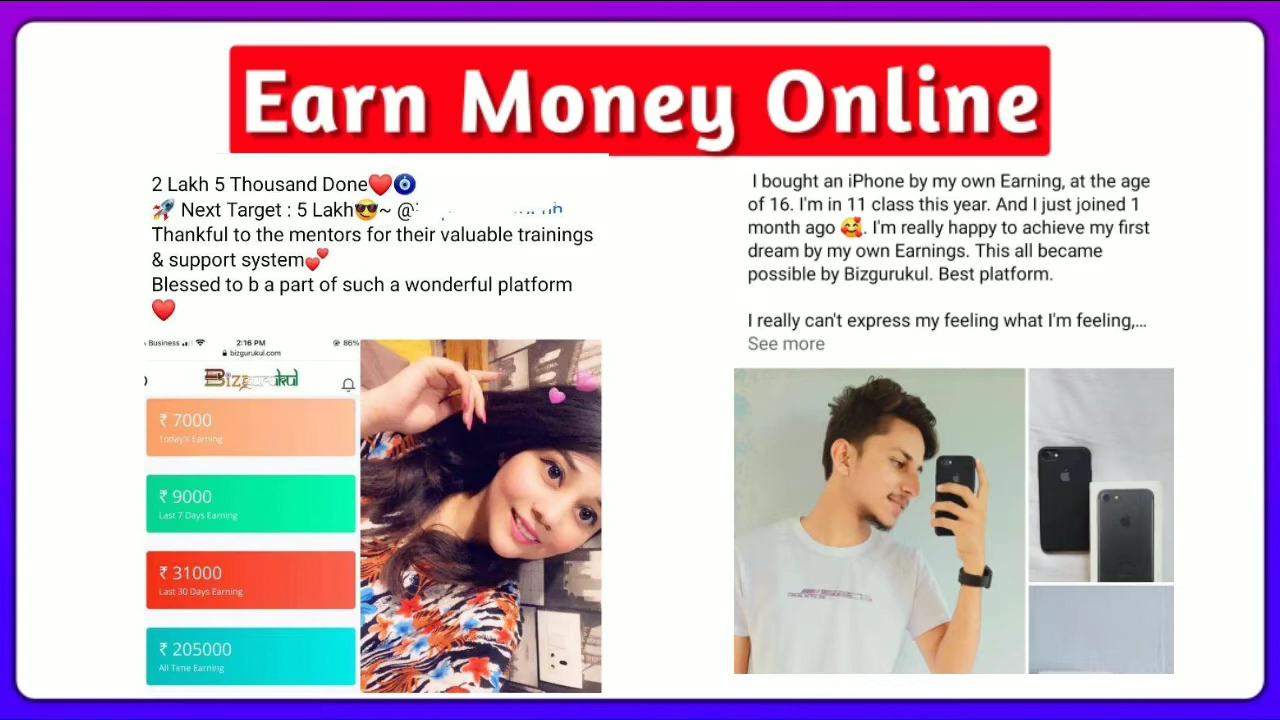 Earn Money Online
2 Lakh 5 Thousand Done❤️🧿
🚀 Next Target : 5 Lakh😎~ @
Thankful to the mentors for their valuable trainings
& support system💕
Blessed to b a part of such a wonderful platform
❤️
Business
2:16 PM
86%
bizgurukul.com
Bizgurukul
₹ 7000
Today's Earning
₹ 9000
Last 7 Days Earning
₹ 31000
Last 30 Days Earning
₹ 205000
All Time Earning
I bought an iPhone by my own Earning, at the age
of 16. I'm in 11 class this year. And I just joined 1
month ago 🥰. I'm really happy to achieve my first
dream by my own Earnings. This all became
possible by Bizgurukul. Best platform.
I really can't express my feeling what I'm feeling,...
See more